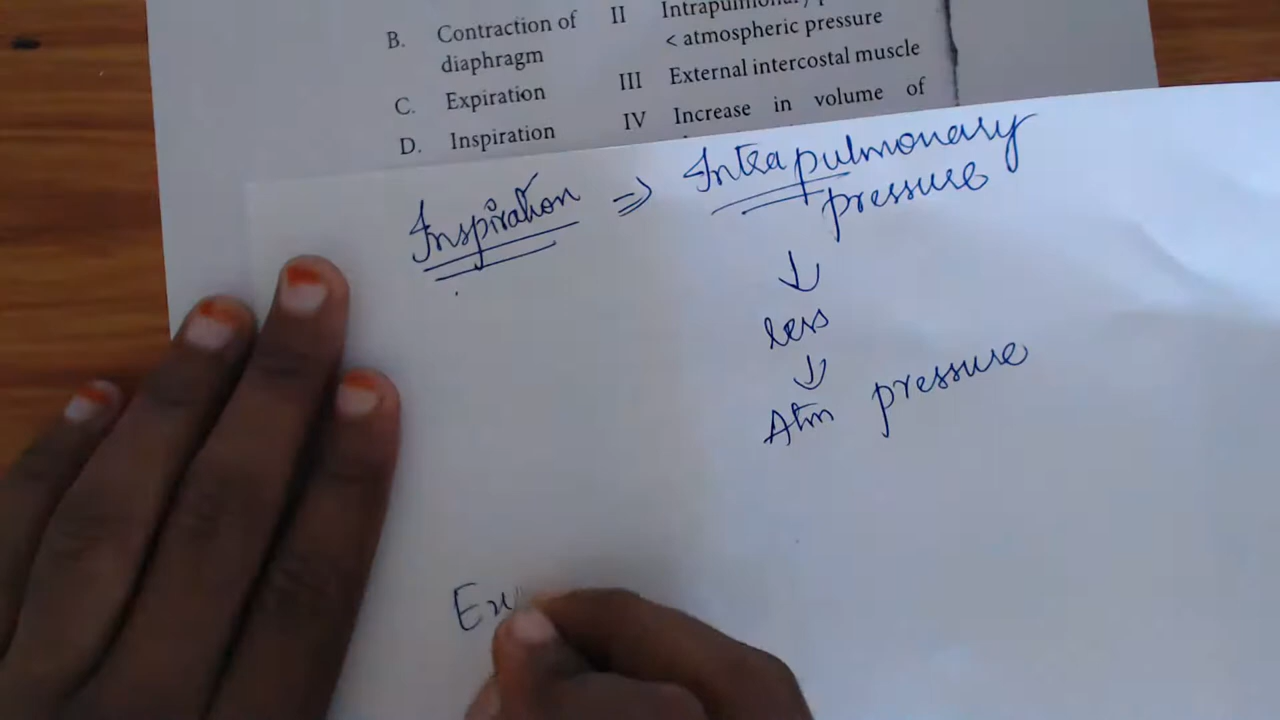 B. Contraction of diaphragm
II < atmospheric pressure
C. Expiration
III External intercostal muscle
D. Inspiration
IV Increase in volume of
Inspiration => Intrapulmonary pressure
↓
less
↓
Atm pressure